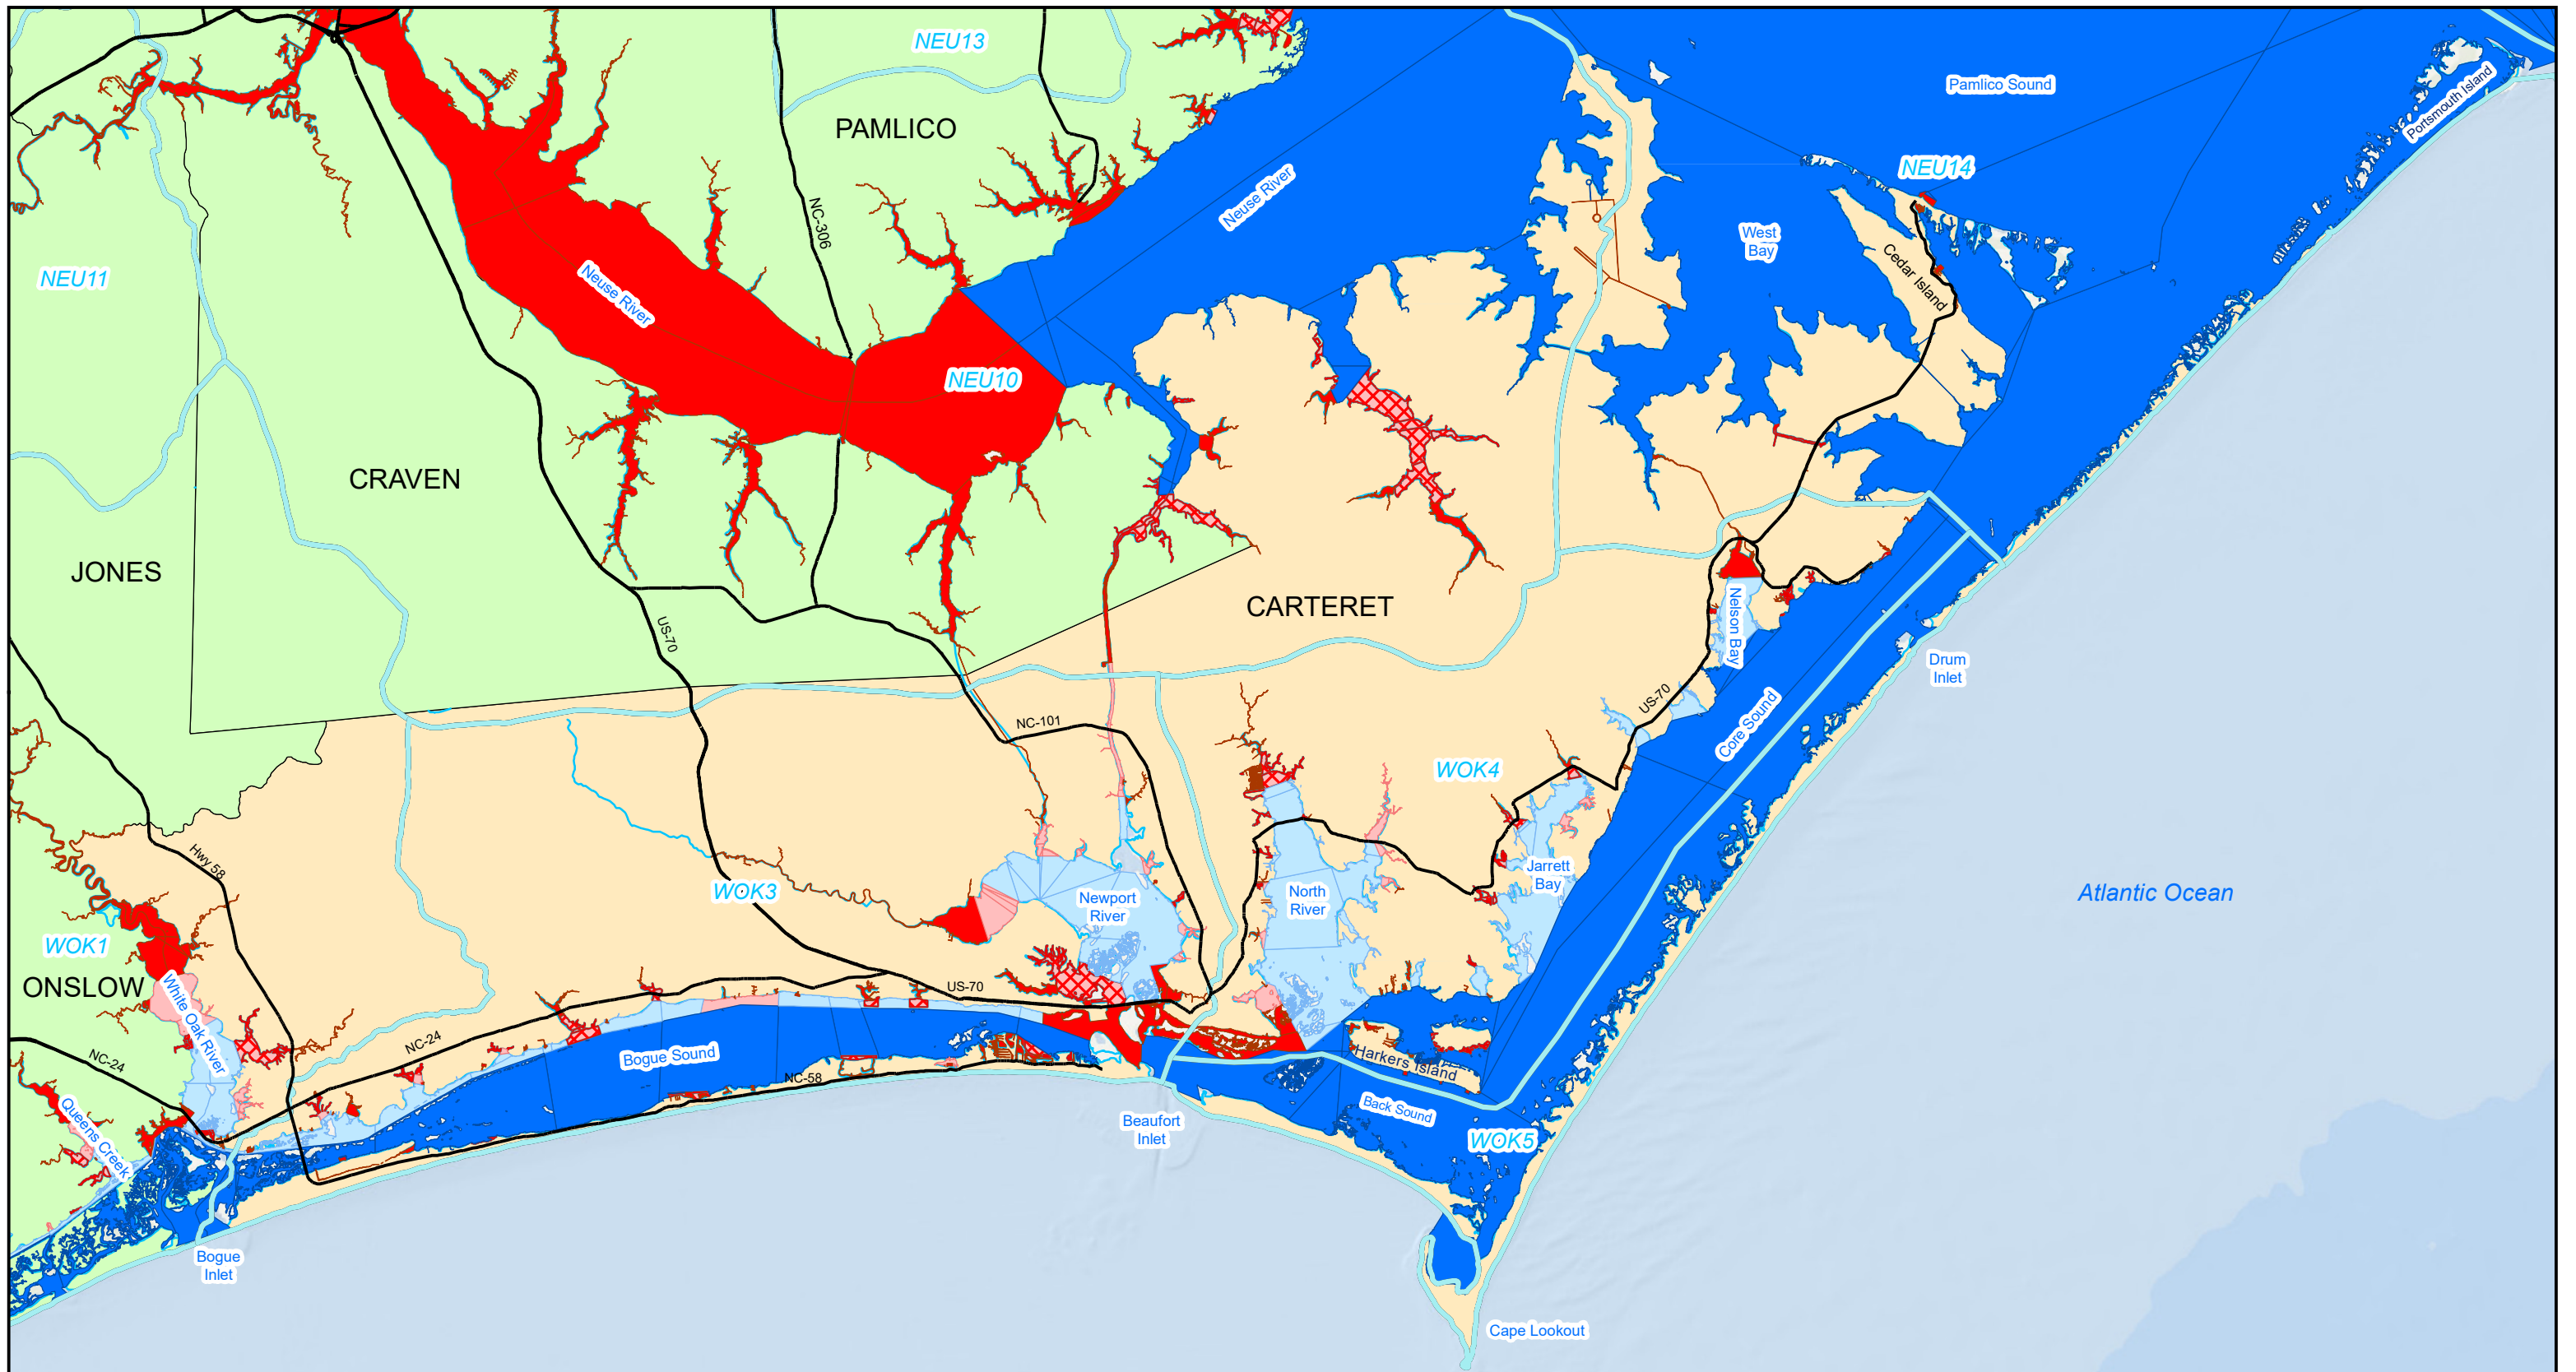 NEU13
Pamlico Sound
Portsmouth Island
PAMLICO
NEU14
Neuse River
NC-306
West
Bay
NEU11
Cedar Island
Neuse River
NEU10
CRAVEN
JONES
CARTERET
Nelson Bay
US-70
Drum
Inlet
US-70
NC-101
Core Sound
WOK4
Hwy 58
Jarrett
Bay
WOK3
Newport
River
North
River
Atlantic Ocean
WOK1
ONSLOW
US-70
White Oak River
NC-24
NC-24
Bogue Sound
Harkers Island
NC-58
Queens Creek
Back Sound
Beaufort
Inlet
WOK5
Bogue
Inlet
Cape Lookout